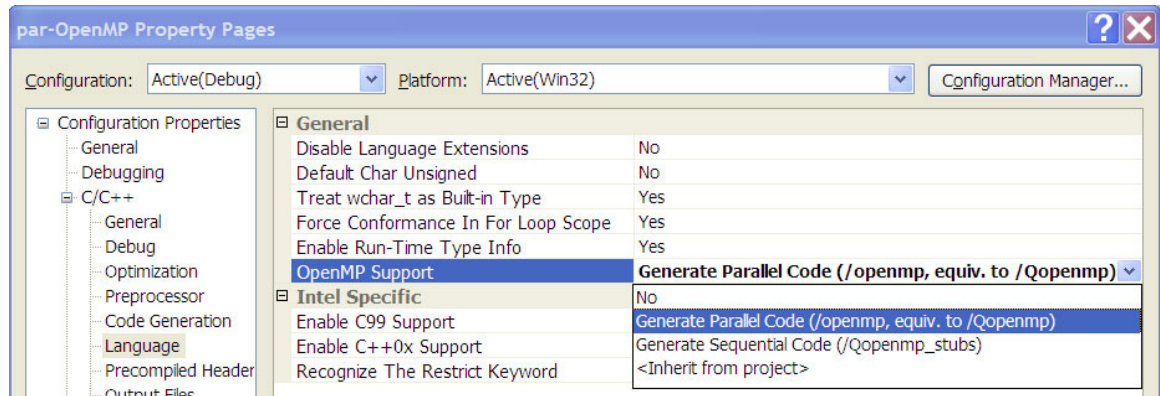 par-OpenMP Property Pages
Configuration: Active(Debug) Platform: Active(Win32) Configuration Manager...
Configuration Properties
General
Debugging
C/C++
General
Debug
Optimization
Preprocessor
Code Generation
Language
Precompiled Header
Output Files
General
Disable Language Extensions No
Default Char Unsigned No
Treat wchar_t as Built-in Type Yes
Force Conformance In For Loop Scope Yes
Enable Run-Time Type Info Yes
OpenMP Support Generate Parallel Code (/openmp, equiv. to /Qopenmp)
Intel Specific
Enable C99 Support
Enable C++0x Support
Recognize The Restrict Keyword
No
Generate Parallel Code (/openmp, equiv. to /Qopenmp)
Generate Sequential Code (/Qopenmp_stubs)
<Inherit from project>